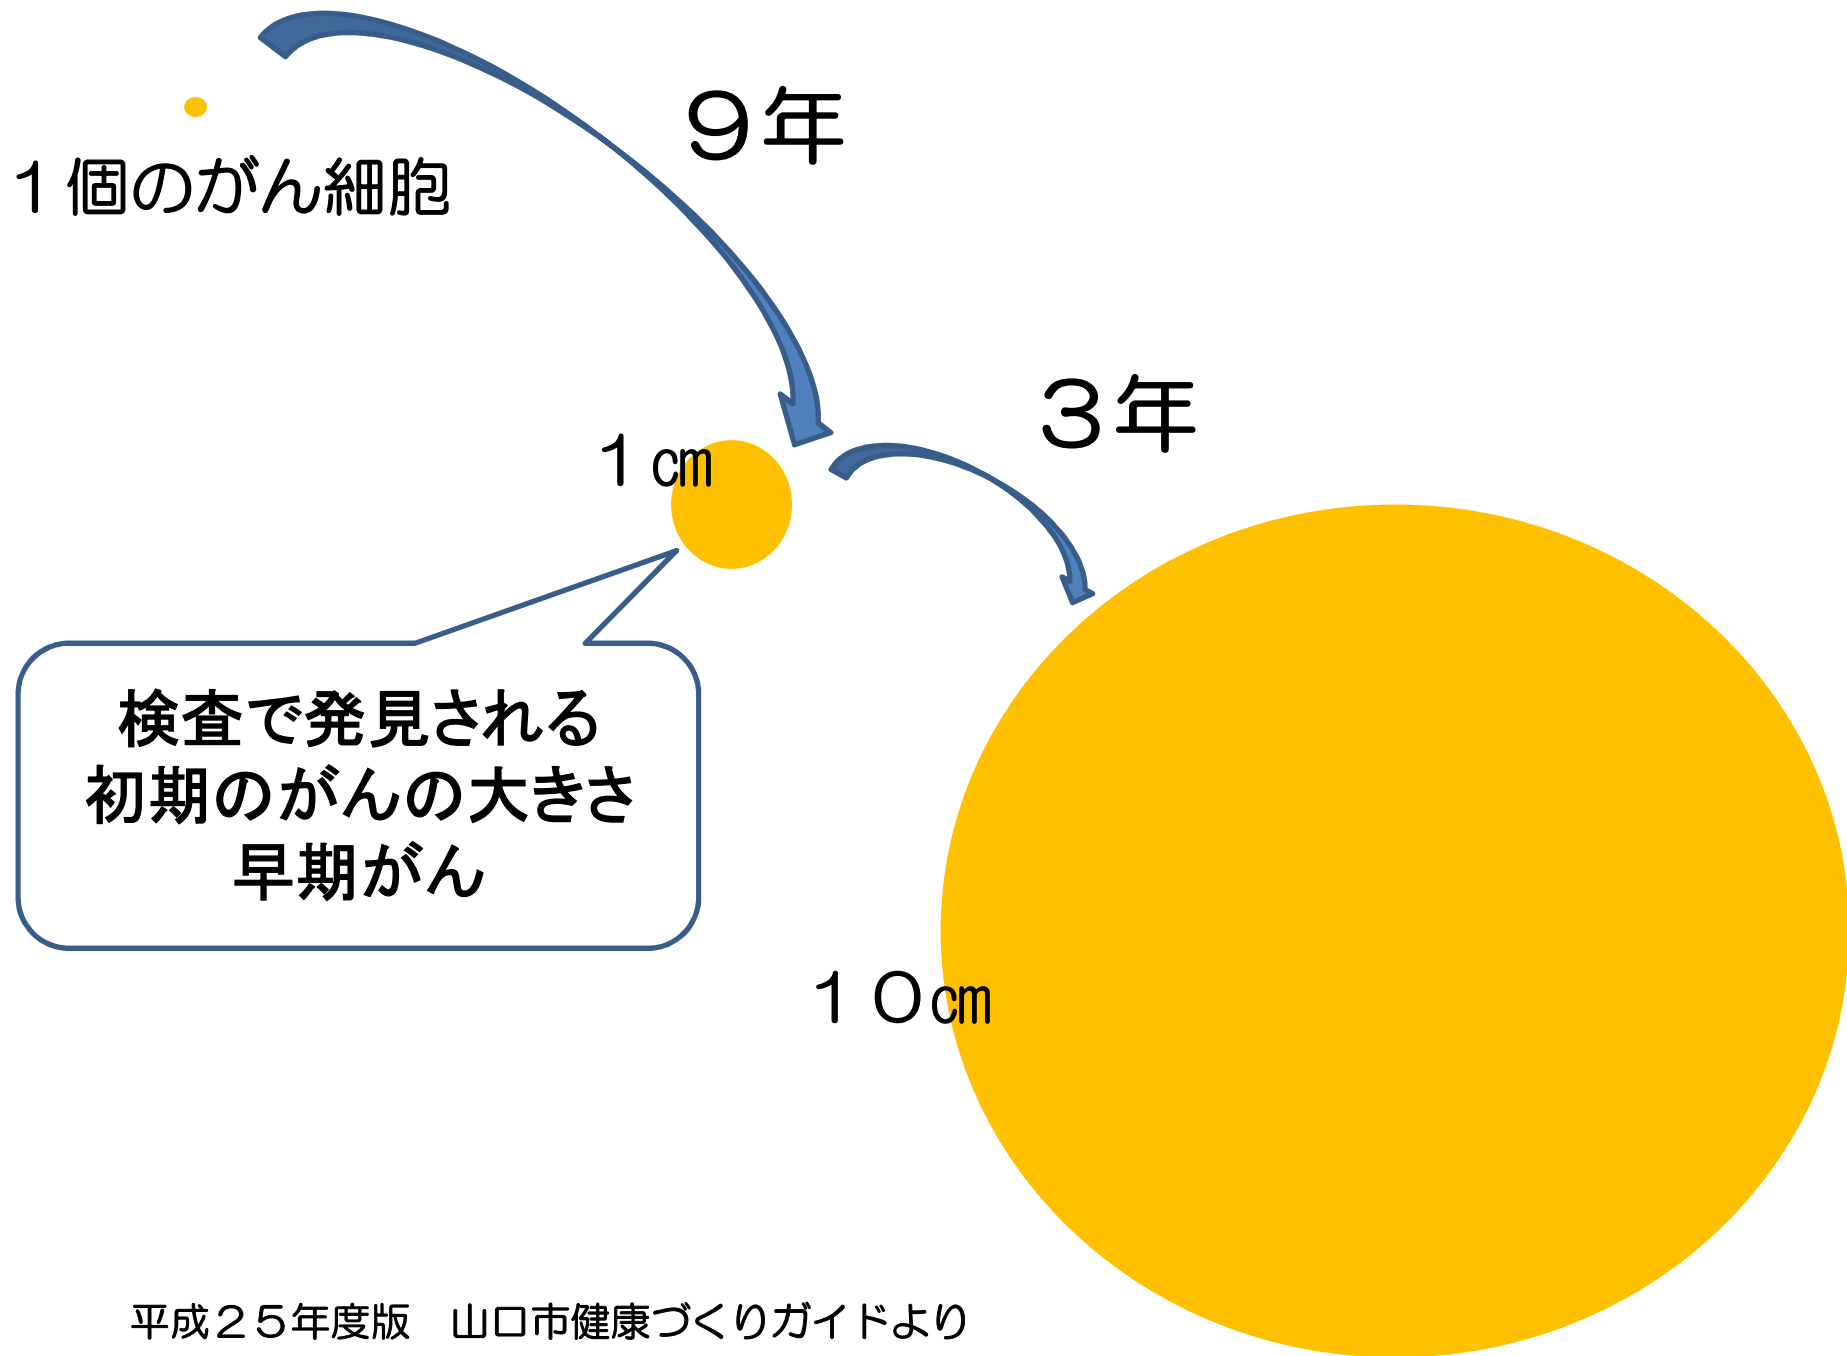 ９年
１個のがん細胞
３年
１㎝
検査で発見される
初期のがんの大きさ
早期がん
１０㎝
平成２５年度版　山口市健康づくりガイドより